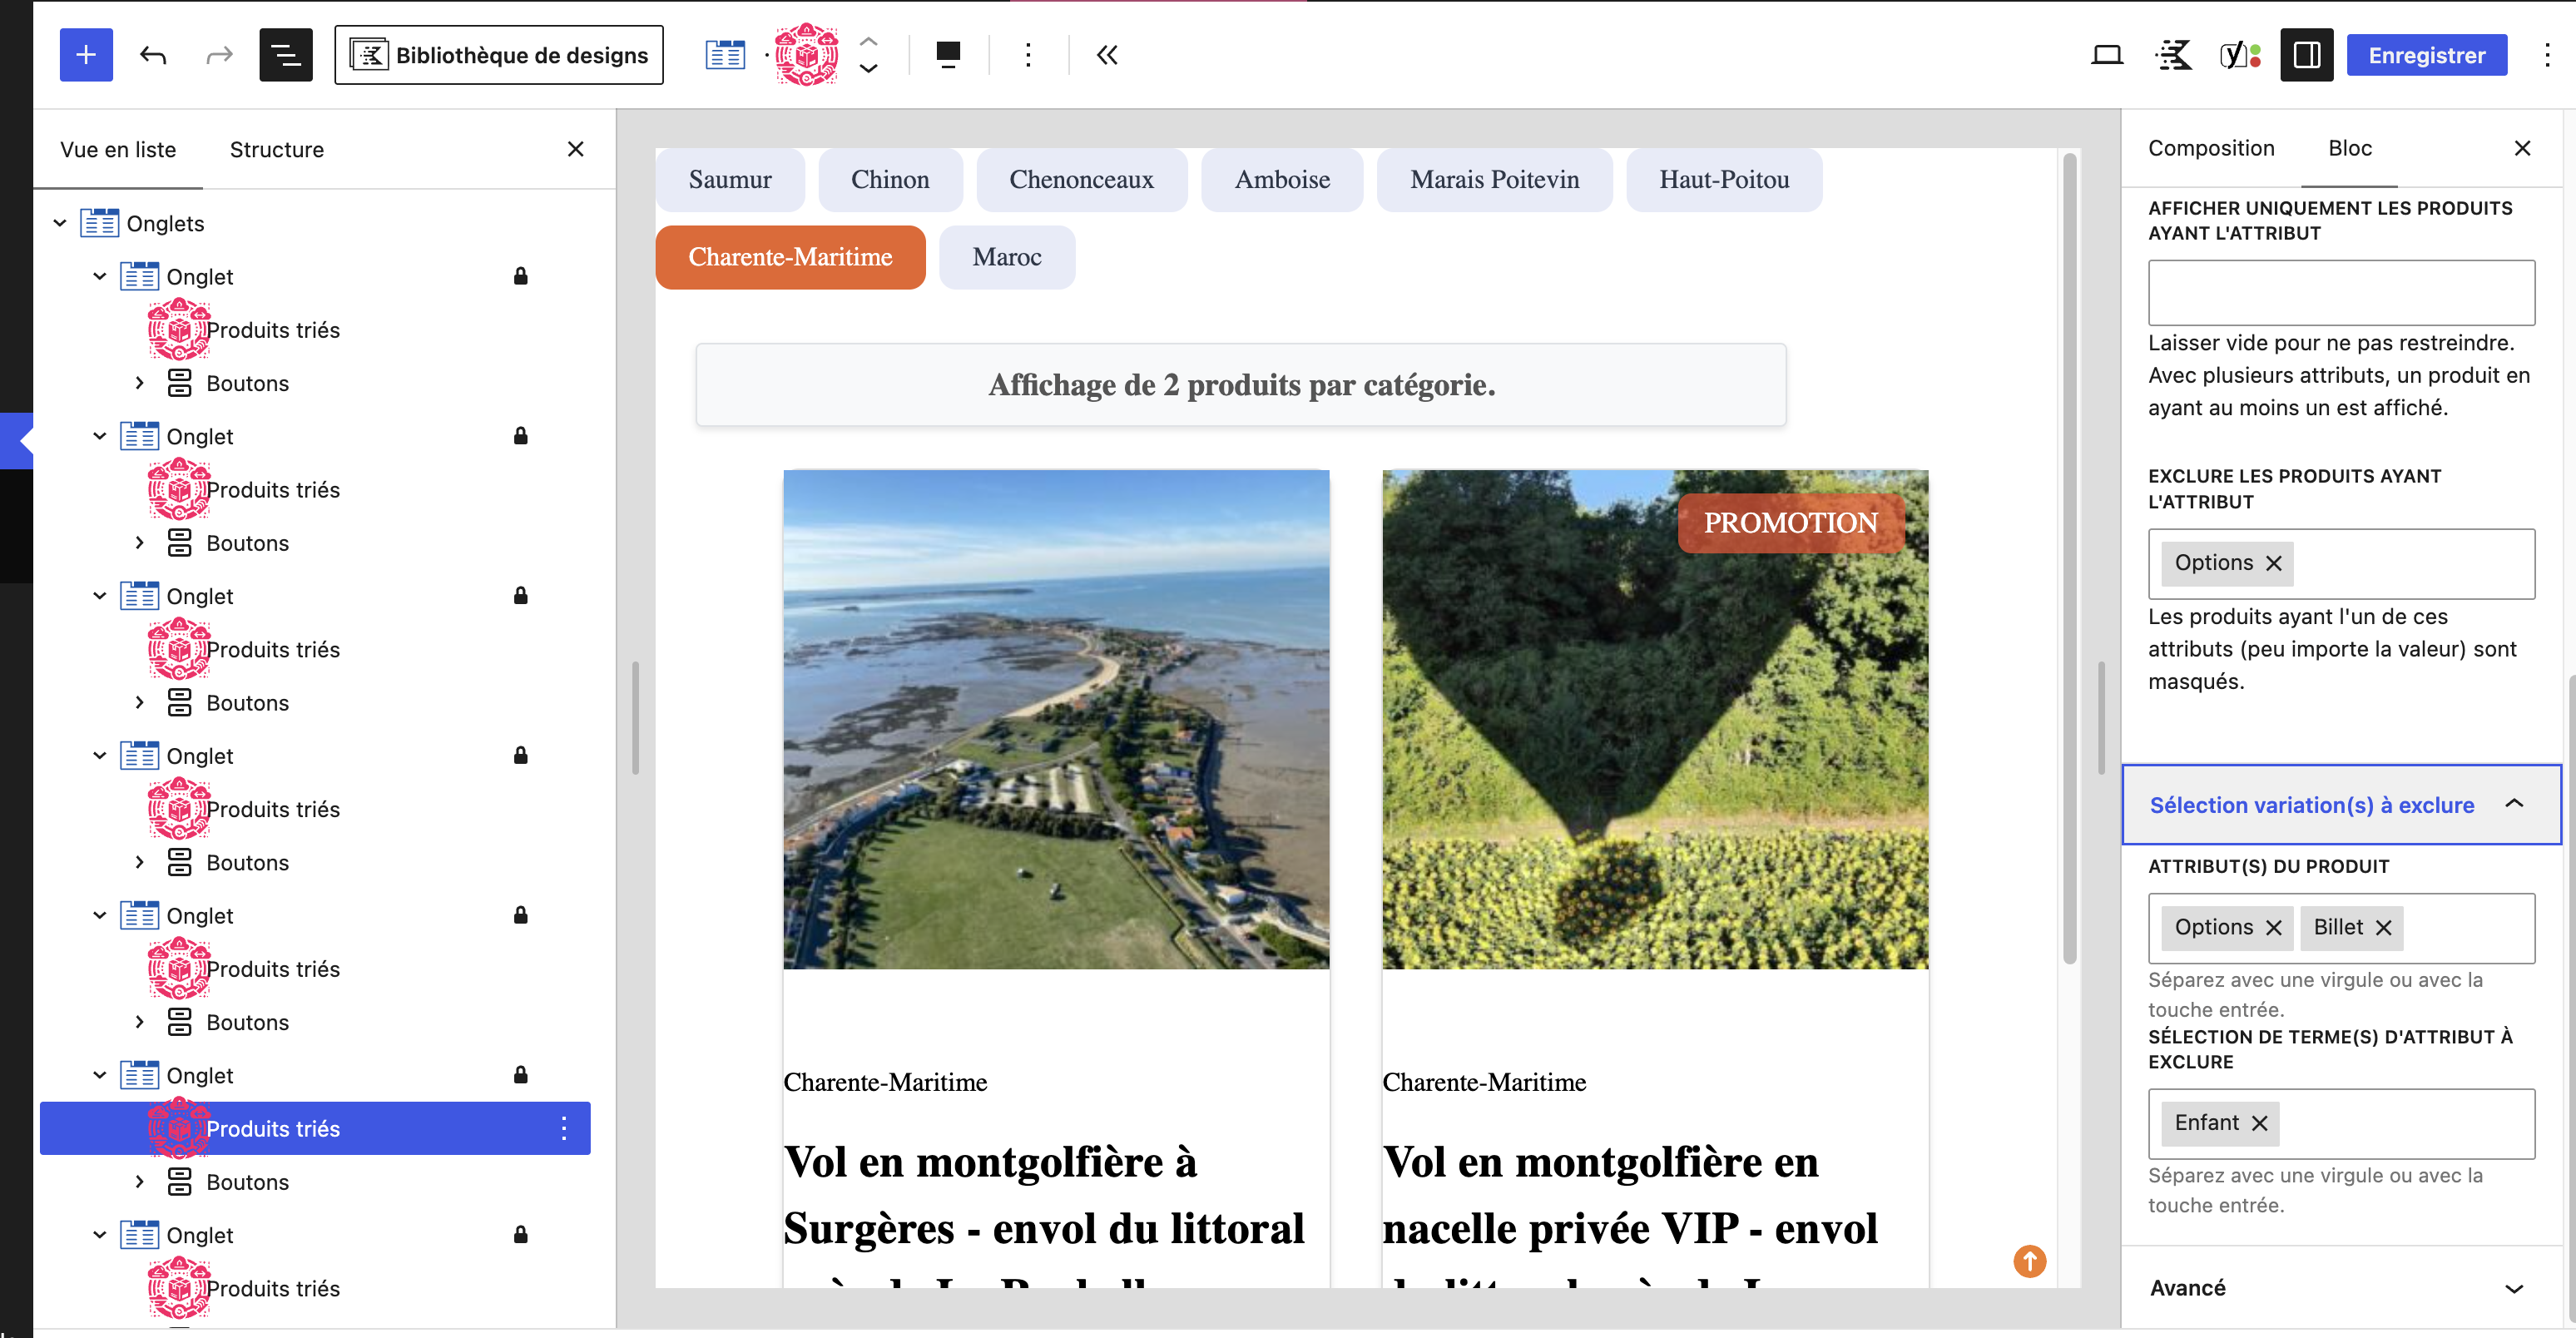 Bibliothèque de designs
Enregistrer
Vue en liste
Structure
Onglets
Onglet
Produits triés
Boutons
Onglet
Produits triés
Boutons
Onglet
Produits triés
Boutons
Onglet
Produits triés
Boutons
Onglet
Produits triés
Boutons
Onglet
Produits triés
Boutons
Onglet
Produits triés
Saumur
Chinon
Chenonceaux
Amboise
Marais Poitevin
Haut-Poitou
Charente-Maritime
Maroc
Affichage de 2 produits par catégorie.
Charente-Maritime
Vol en montgolfière à
Surgères - envol du littoral
PROMOTION
Charente-Maritime
Vol en montgolfière en
nacelle privée VIP - envol
Composition
Bloc
AFFICHER UNIQUEMENT LES PRODUITS
AYANT L'ATTRIBUT
Laisser vide pour ne pas restreindre.
Avec plusieurs attributs, un produit en
ayant au moins un est affiché.
EXCLURE LES PRODUITS AYANT
L'ATTRIBUT
Options
Les produits ayant l'un de ces
attributs (peu importe la valeur) sont
masqués.
Sélection variation(s) à exclure
ATTRIBUT(S) DU PRODUIT
Options
Billet
Séparez avec une virgule ou avec la
touche entrée.
SÉLECTION DE TERME(S) D'ATTRIBUT À
EXCLURE
Enfant
Séparez avec une virgule ou avec la
touche entrée.
Avancé